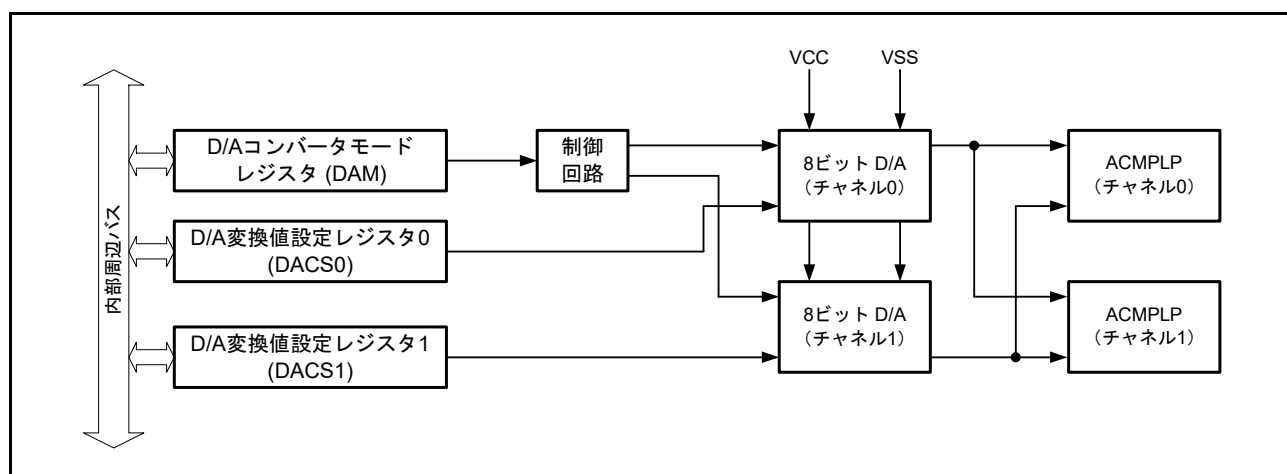 VCC
VSS
D/Aコンバータモード
レジスタ (DAM)
制御
回路
8ビット D/A
（チャネル0）
ACMPLP
（チャネル0）
内部周辺バス
D/A変換値設定レジスタ0
(DACS0)
8ビット D/A
（チャネル1）
ACMPLP
（チャネル1）
D/A変換値設定レジスタ1
(DACS1)